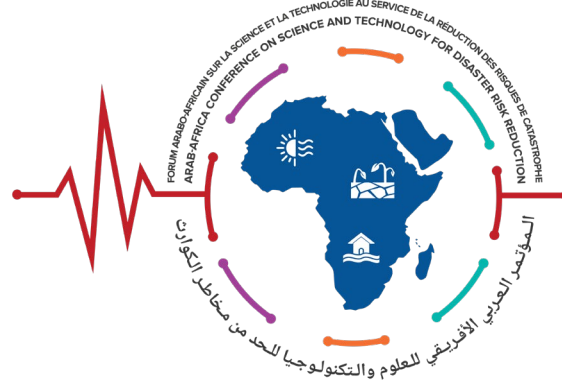 FORUM ARABO-AFRICAIN SUR LA SCIENCE ET LA TECHNOLOGIE AU SERVICE DE LA RÉDUCTION DES RISQUES DE CATASTROPHE
ARAB-AFRICA CONFERENCE ON SCIENCE AND TECHNOLOGY FOR DISASTER RISK REDUCTION
المؤتمر العربي الأفريقي للعلوم والتكنولوجيا للحد من مخاطر الكوارث